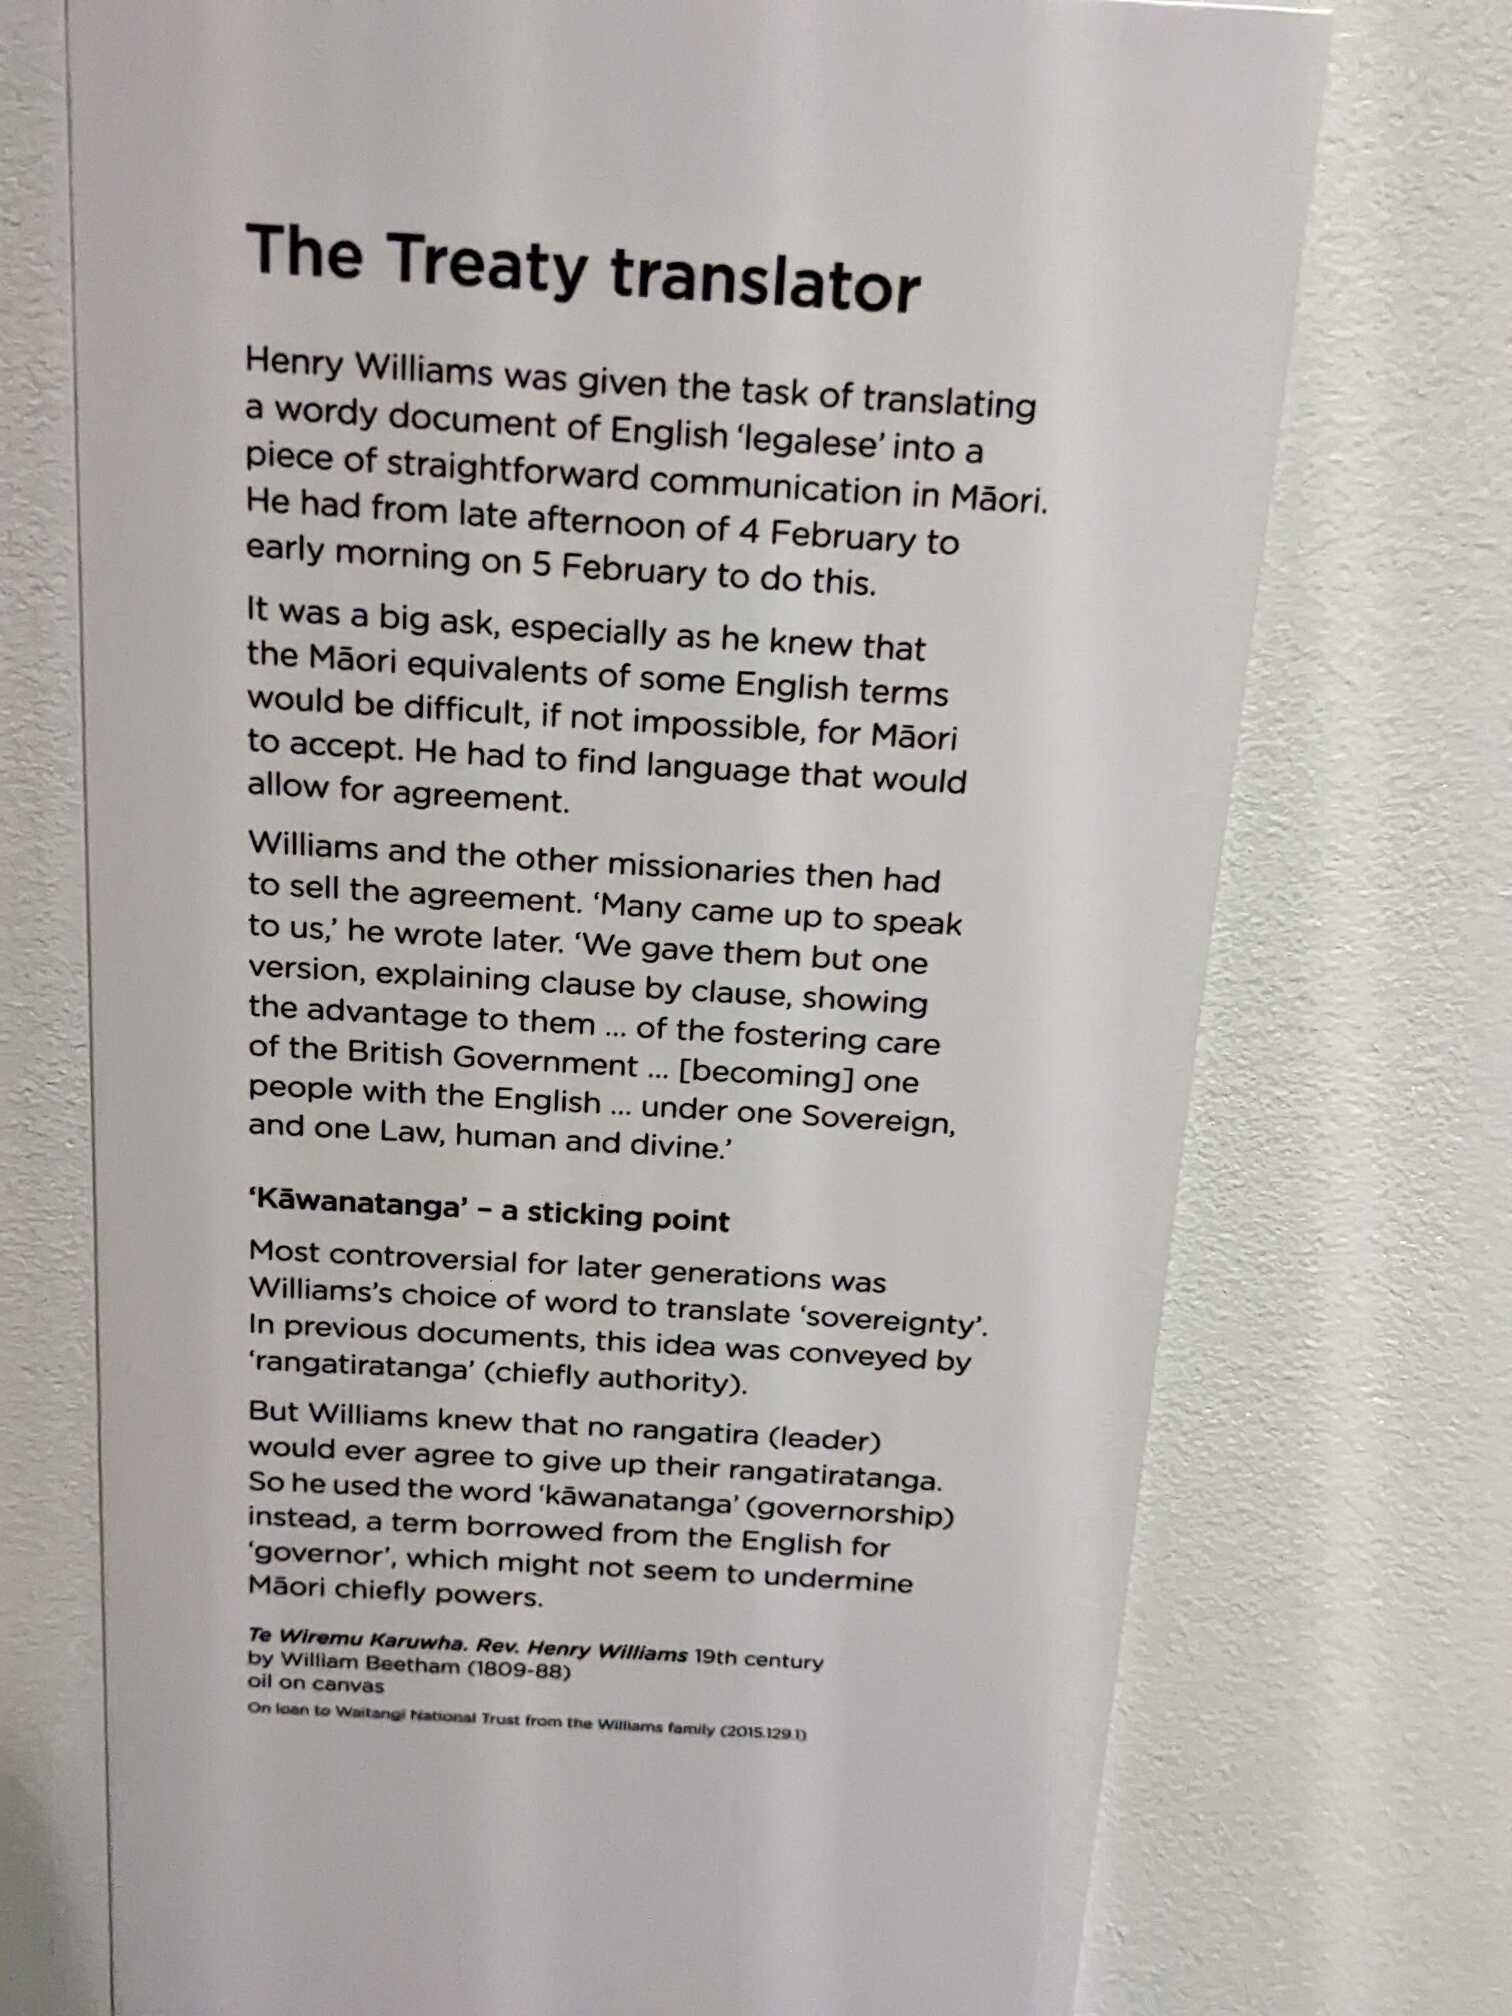 The Treaty translator
Henry Williams was given the task of translating
a wordy document of English ‘legalese’ into a
piece of straightforward communication in Māori.
He had from late afternoon of 4 February to
early morning on 5 February to do this.
It was a big ask, especially as he knew that
the Māori equivalents of some English terms
would be difficult, if not impossible, for Māori
to accept. He had to find language that would
allow for agreement.
Williams and the other missionaries then had
to sell the agreement. ‘Many came up to speak
to us,’ he wrote later. ‘We gave them but one
version, explaining clause by clause, showing
the advantage to them ... of the fostering care
of the British Government ... [becoming] one
people with the English ... under one Sovereign,
and one Law, human and divine.’
‘Kāwanatanga’ – a sticking point
Most controversial for later generations was
Williams’s choice of word to translate ‘sovereignty’.
In previous documents, this idea was conveyed by
‘rangatiratanga’ (chiefly authority).
But Williams knew that no rangatira (leader)
would ever agree to give up their rangatiratanga.
So he used the word ‘kāwanatanga’ (governorship)
instead, a term borrowed from the English for
‘governor’, which might not seem to undermine
Māori chiefly powers.
Te Wiremu Karuwha. Rev. Henry Williams 19th century
by William Beetham (1809-88)
oil on canvas
On loan to Waitangi National Trust from the Williams family (2015.129.1)